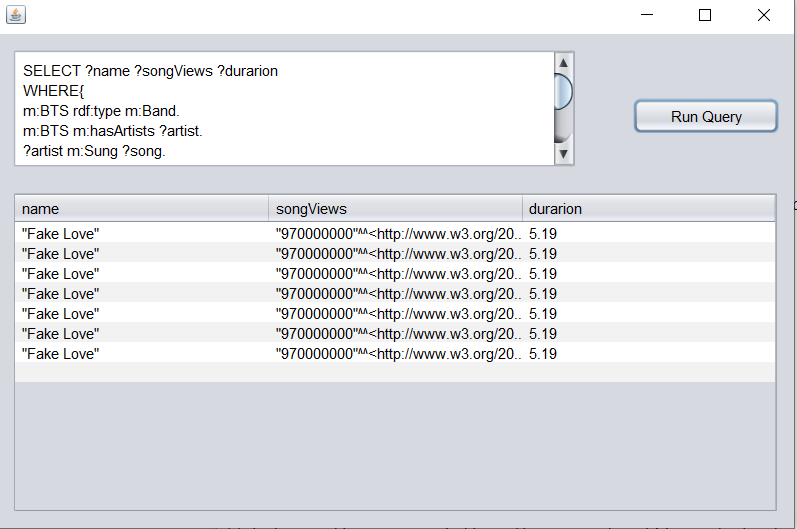 SELECT ?name ?songViews ?durarion
WHERE{
m:BTS rdf:type m:Band.
m:BTS m:hasArtists ?artist.
?artist m:Sung ?song.
Run Query
name songViews durarion
"Fake Love" "970000000"^^<http://www.w3.org/20... 5.19
"Fake Love" "970000000"^^<http://www.w3.org/20... 5.19
"Fake Love" "970000000"^^<http://www.w3.org/20... 5.19
"Fake Love" "970000000"^^<http://www.w3.org/20... 5.19
"Fake Love" "970000000"^^<http://www.w3.org/20... 5.19
"Fake Love" "970000000"^^<http://www.w3.org/20... 5.19
"Fake Love" "970000000"^^<http://www.w3.org/20... 5.19